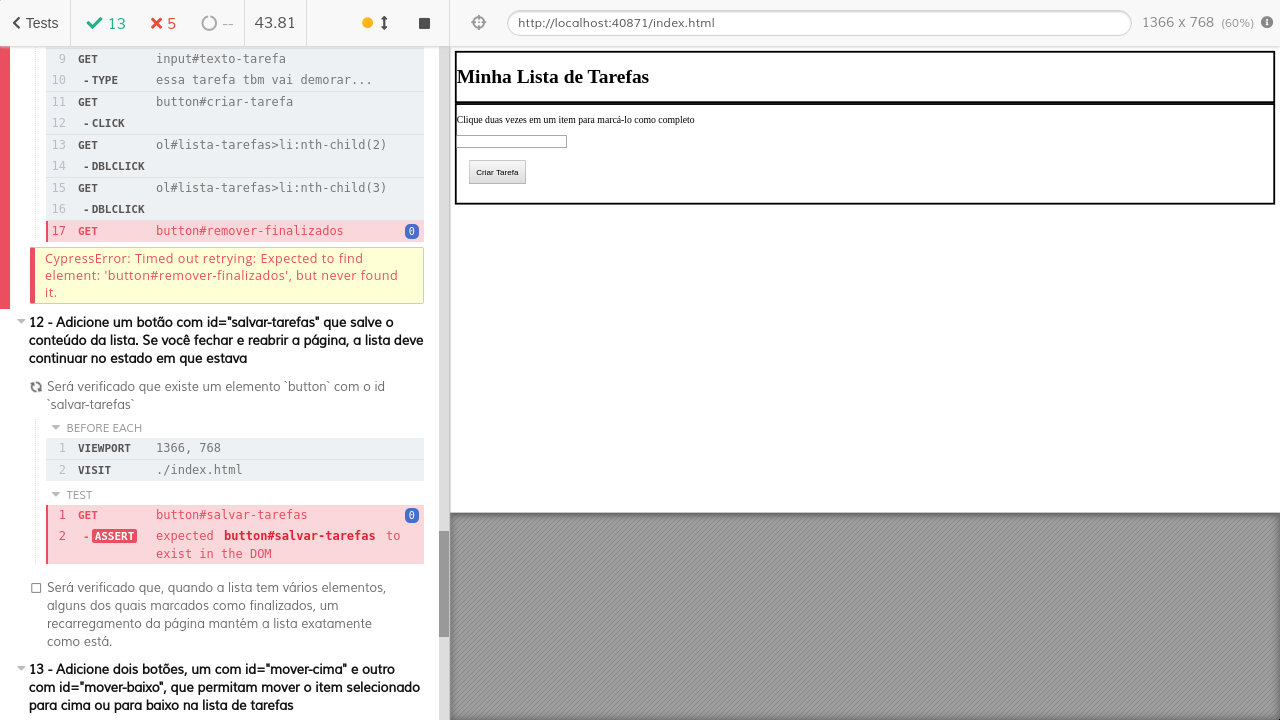 Tests 13 5 -- 43.81 http://localhost:40871/index.html 1366 x 768 (60%)
9 GET input#texto-tarefa
10 -TYPE essa tarefa tbm vai demorar...
11 GET button#criar-tarefa
12 -CLICK
13 GET ol#lista-tarefas>li:nth-child(2)
14 -DBLCLICK
15 GET ol#lista-tarefas>li:nth-child(3)
16 -DBLCLICK
17 GET button#remover-finalizados 0
CypressError: Timed out retrying: Expected to find
element: 'button#remover-finalizados', but never found
it.
12 - Adicione um botão com id="salvar-tarefas" que salve o
conteúdo da lista. Se você fechar e reabrir a página, a lista deve
continuar no estado em que estava
Será verificado que existe um elemento `button` com o id
`salvar-tarefas`
BEFORE EACH
1 VIEWPORT 1366, 768
2 VISIT ./index.html
TEST
1 GET button#salvar-tarefas 0
2 -ASSERT expected button#salvar-tarefas to
exist in the DOM
Será verificado que, quando a lista tem vários elementos,
alguns dos quais marcados como finalizados, um
recarregamento da página mantém a lista exatamente
como está.
13 - Adicione dois botões, um com id="mover-cima" e outro
com id="mover-baixo", que permitam mover o item selecionado
para cima ou para baixo na lista de tarefas
Minha Lista de Tarefas
Clique duas vezes em um item para marcá-lo como completo
Criar Tarefa